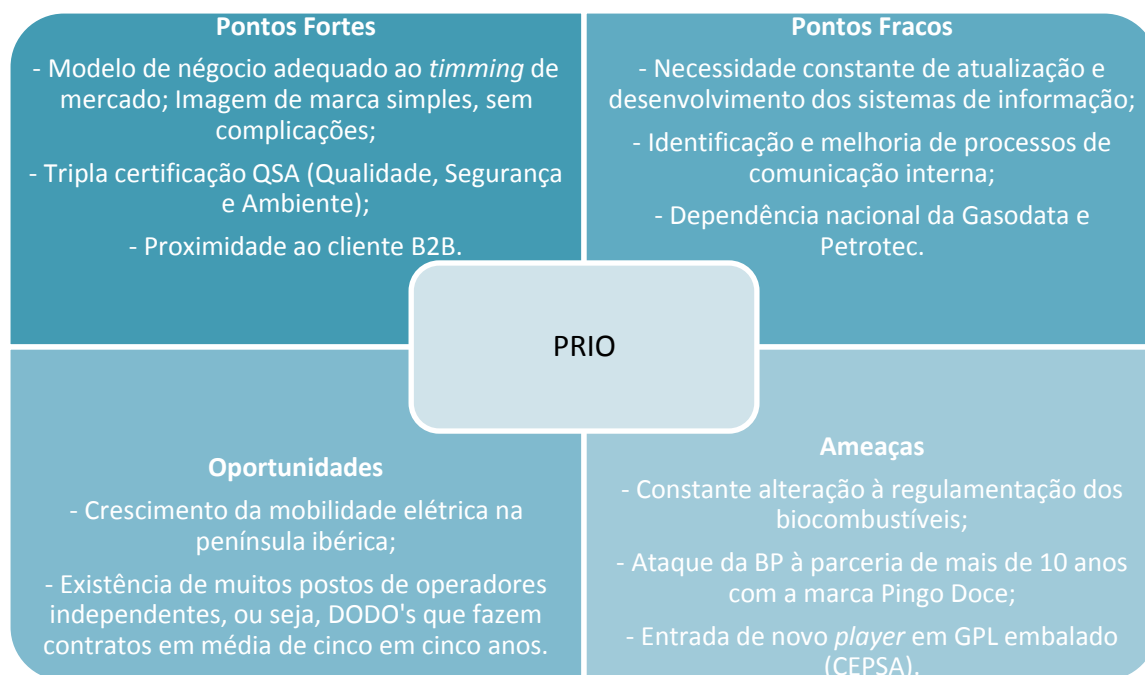 Pontos Fortes
- Modelo de négocio adequado ao timming de
mercado; Imagem de marca simples, sem
complicações;
- Tripla certificação QSA (Qualidade, Segurança
e Ambiente);
- Proximidade ao cliente B2B.
Pontos Fracos
- Necessidade constante de atualização e
desenvolvimento dos sistemas de informação;
- Identificação e melhoria de processos de
comunicação interna;
- Dependência nacional da Gasodata e
Petrotec.
PRIO
Oportunidades
- Crescimento da mobilidade elétrica na
península ibérica;
- Existência de muitos postos de operadores
independentes, ou seja, DODO's que fazem
contratos em média de cinco em cinco anos.
Ameaças
- Constante alteração à regulamentação dos
biocombustíveis;
- Ataque da BP à parceria de mais de 10 anos
com a marca Pingo Doce;
- Entrada de novo player em GPL embalado
(CEPSA).